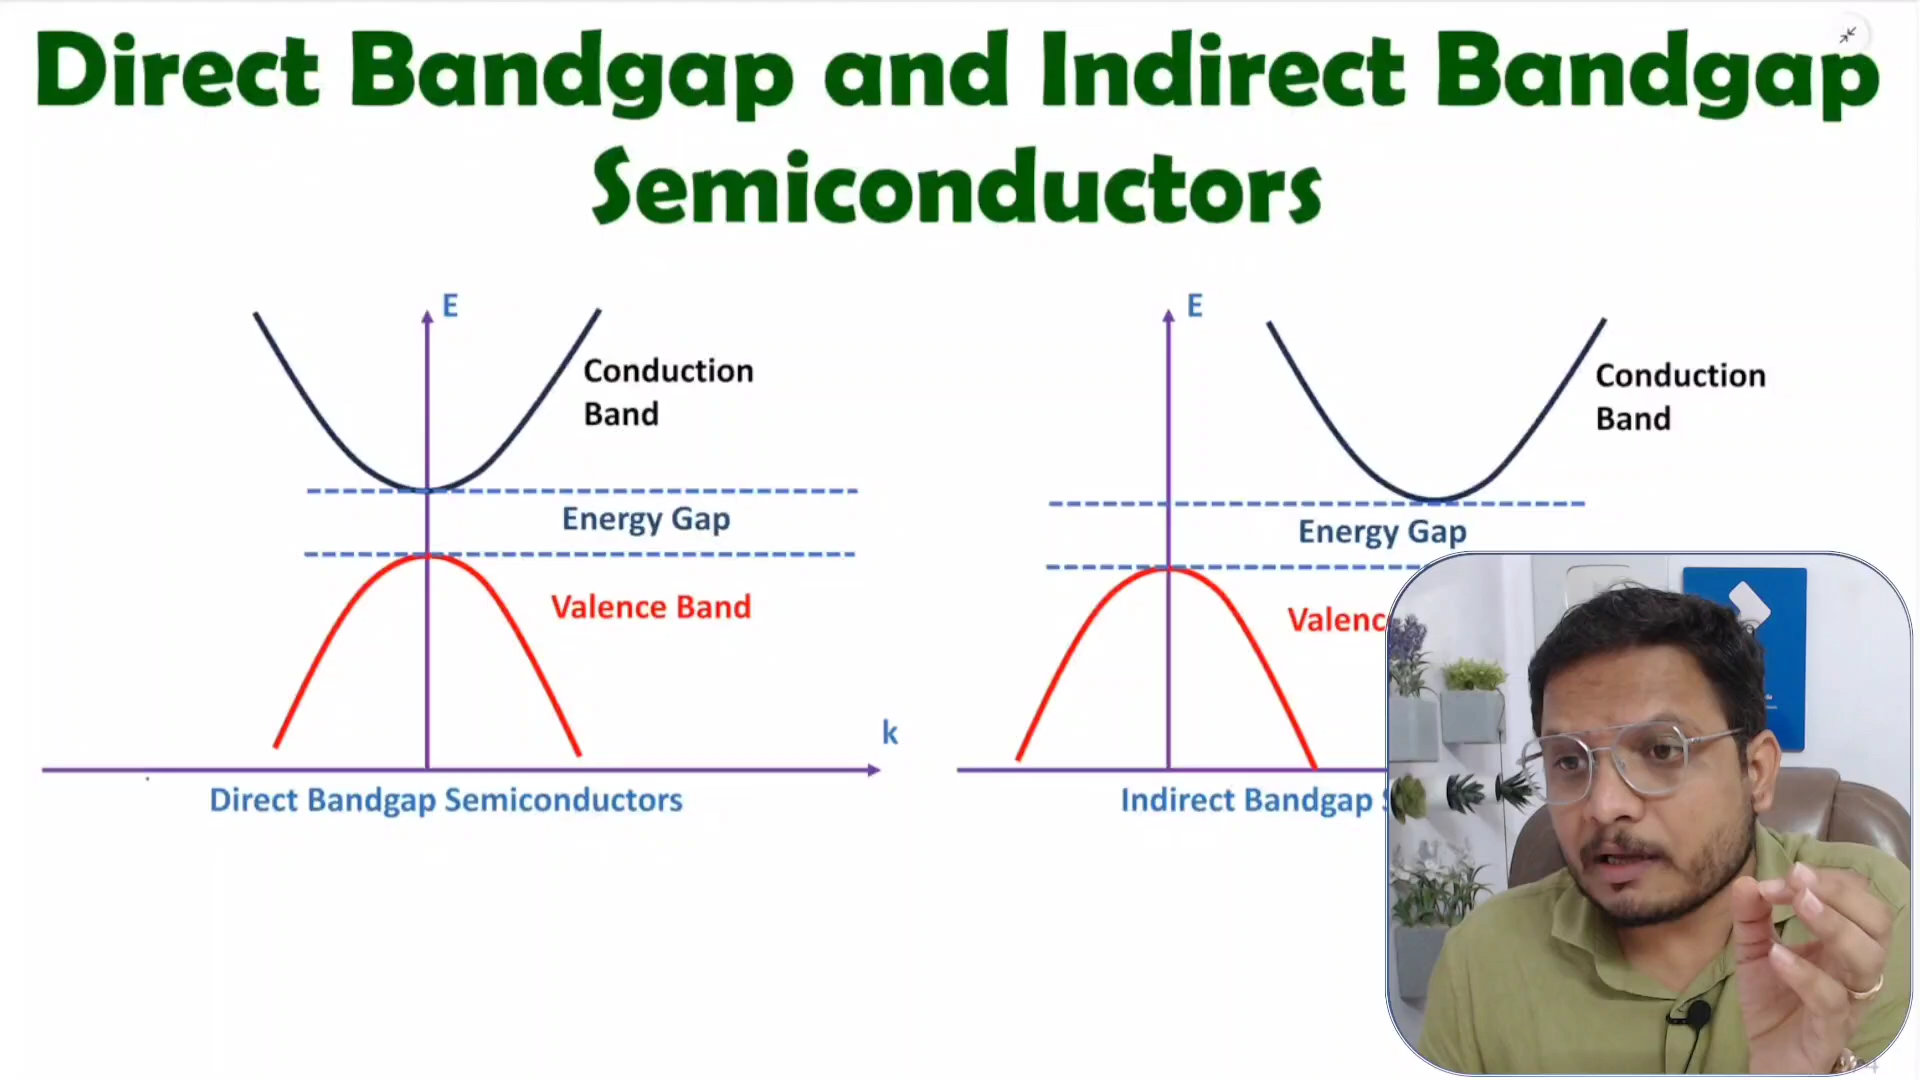 Direct Bandgap and Indirect Bandgap
Semiconductors
E
Conduction
Band
Energy Gap
Valence Band
k
Direct Bandgap Semiconductors
E
Conduction
Band
Energy Gap
Indirect Bandgap